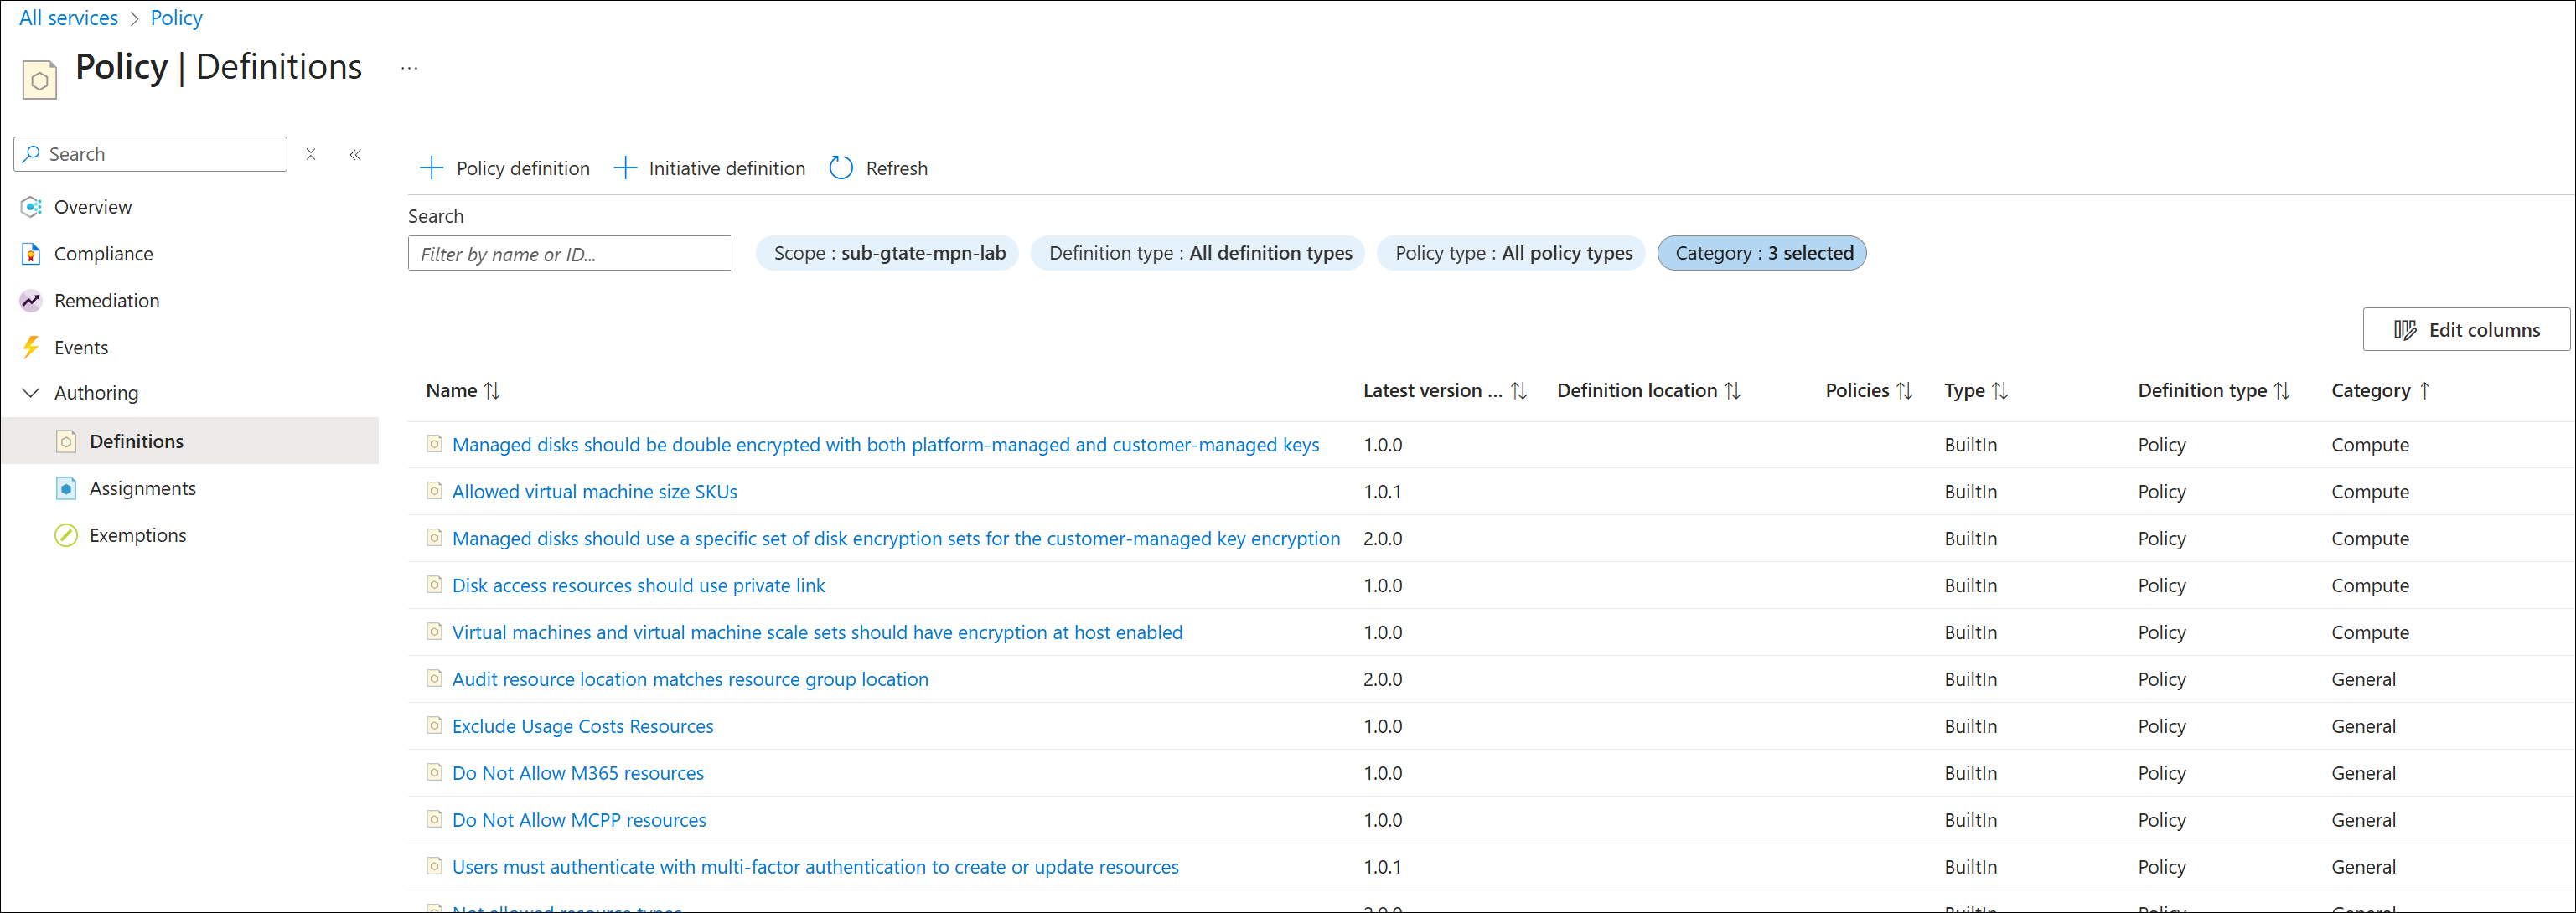 All services > Policy
Policy | Definitions ...
Search
Overview
Compliance
Remediation
Events
Authoring
Definitions
Assignments
Exemptions
Policy definition Initiative definition Refresh
Search
Filter by name or ID...
Scope : sub-gtate-mpn-lab
Definition type : All definition types
Policy type : All policy types
Category : 3 selected
Edit columns
Name Latest version ... Definition location Policies Type Definition type Category
Managed disks should be double encrypted with both platform-managed and customer-managed keys 1.0.0 BuiltIn Policy Compute
Allowed virtual machine size SKUs 1.0.1 BuiltIn Policy Compute
Managed disks should use a specific set of disk encryption sets for the customer-managed key encryption 2.0.0 BuiltIn Policy Compute
Disk access resources should use private link 1.0.0 BuiltIn Policy Compute
Virtual machines and virtual machine scale sets should have encryption at host enabled 1.0.0 BuiltIn Policy Compute
Audit resource location matches resource group location 2.0.0 BuiltIn Policy General
Exclude Usage Costs Resources 1.0.0 BuiltIn Policy General
Do Not Allow M365 resources 1.0.0 BuiltIn Policy General
Do Not Allow MCPP resources 1.0.0 BuiltIn Policy General
Users must authenticate with multi-factor authentication to create or update resources 1.0.1 BuiltIn Policy General
Not allowed resource types 2.0.0 BuiltIn Policy General